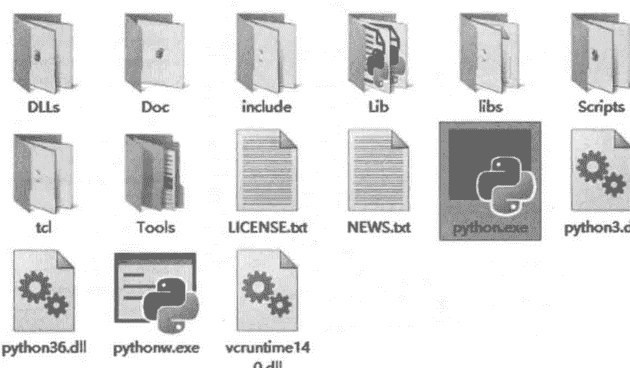 DLLs Doc include Lib libs Scripts
tcl Tools LICENSE.txt NEWS.txt python.exe python3.d
python36.dll pythonw.exe vcruntime14
0.dll